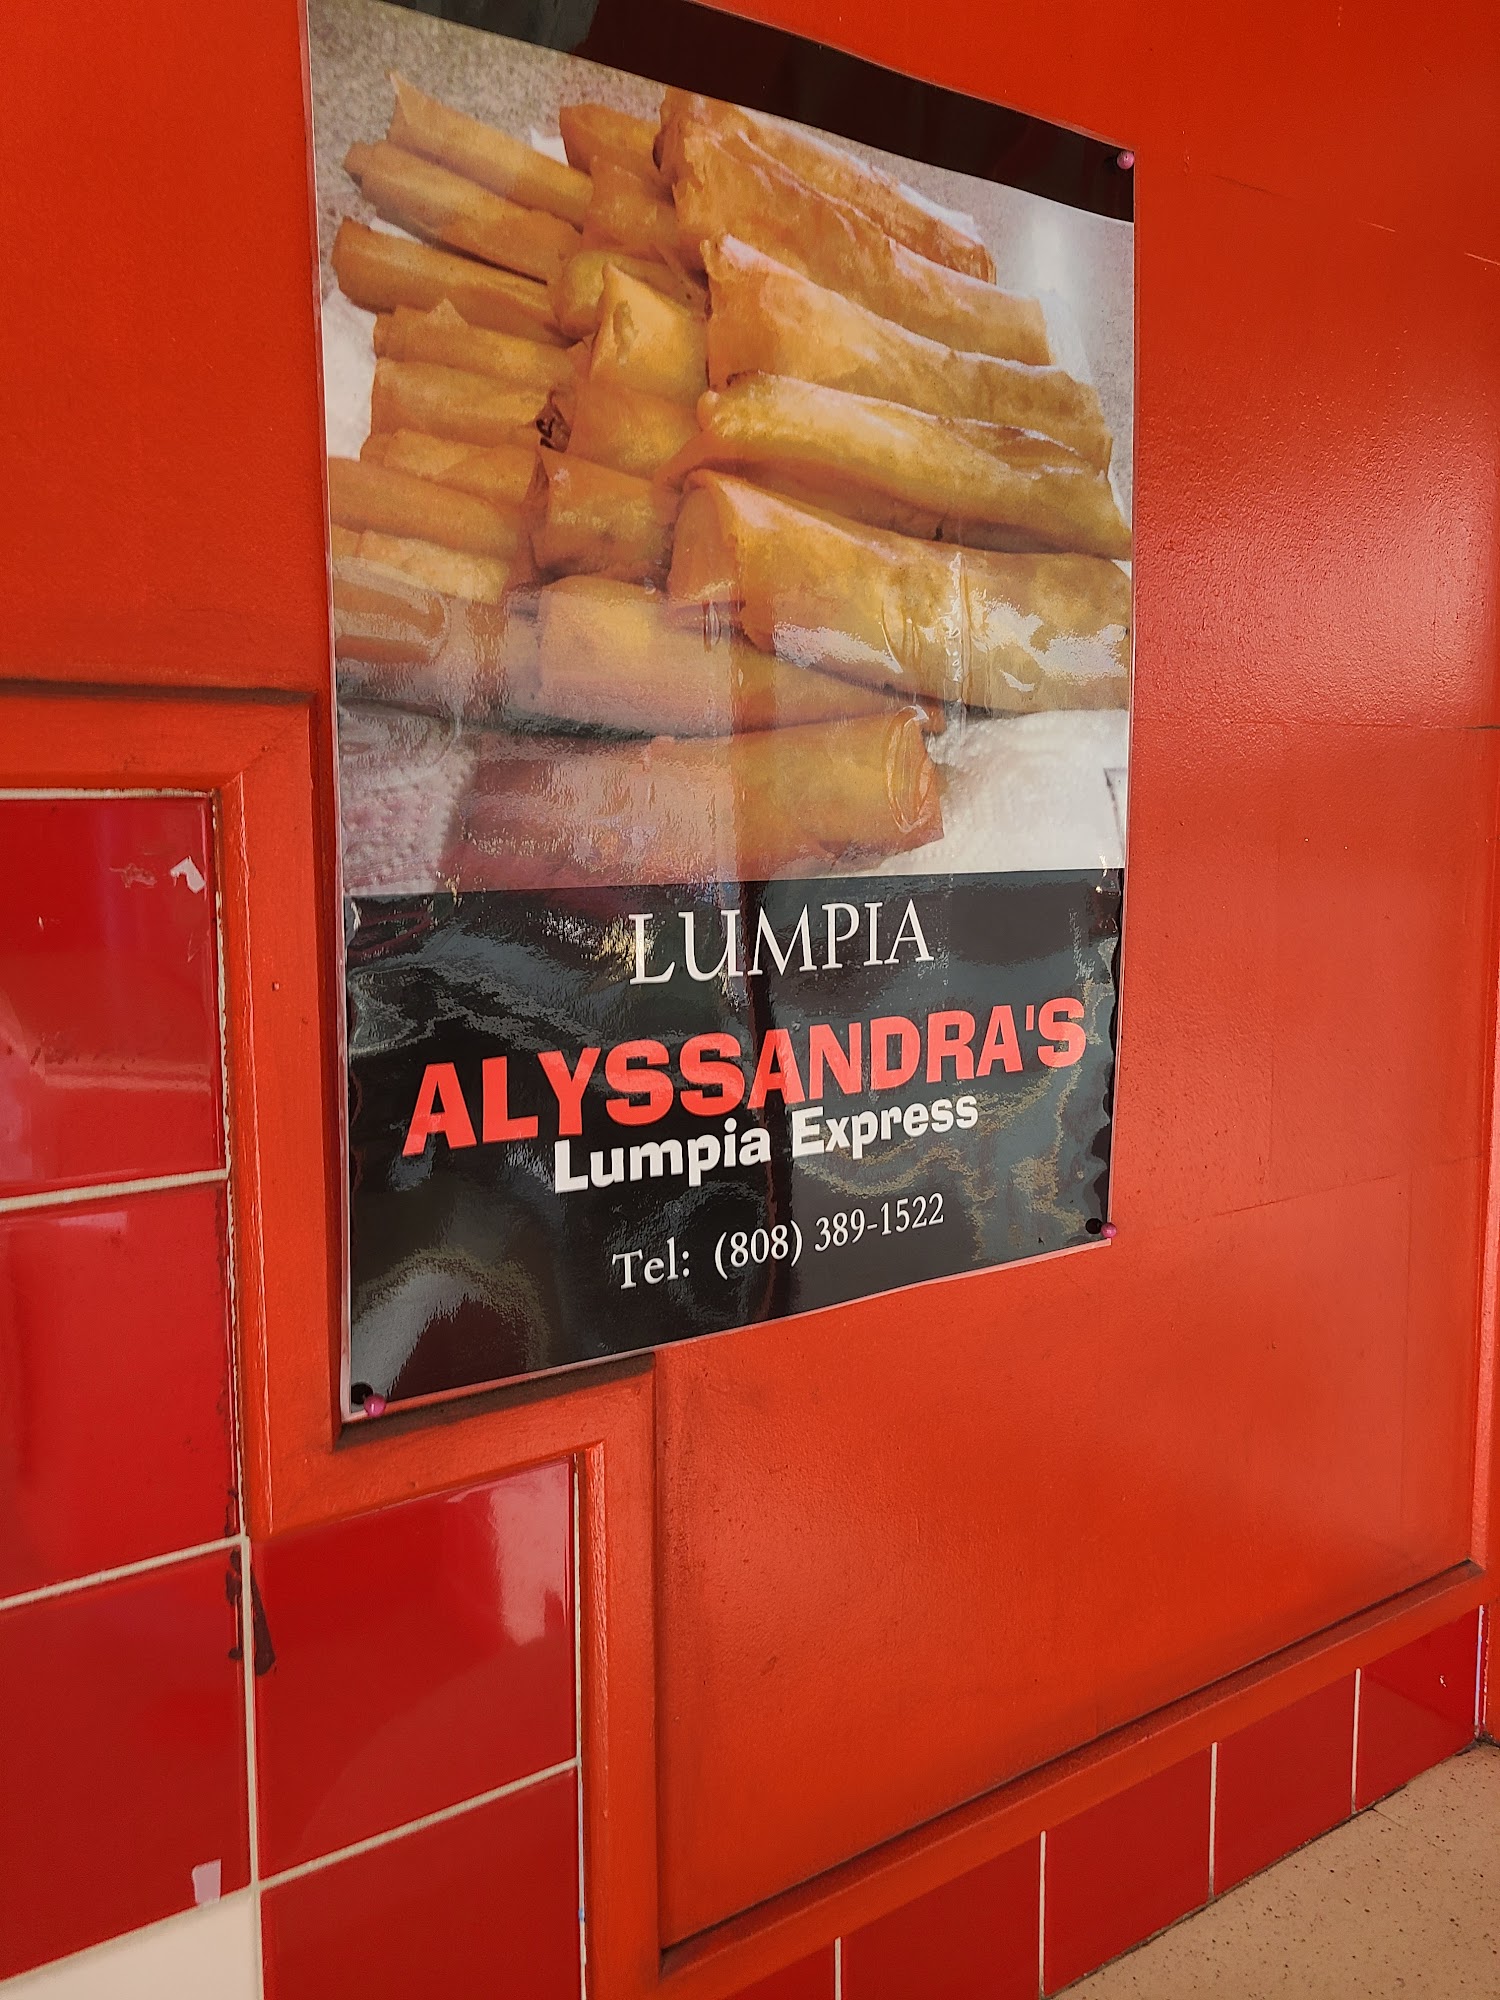 LUMPIA
ALYSSANDRA'S
Lumpia Express
Tel: (808) 389-1522